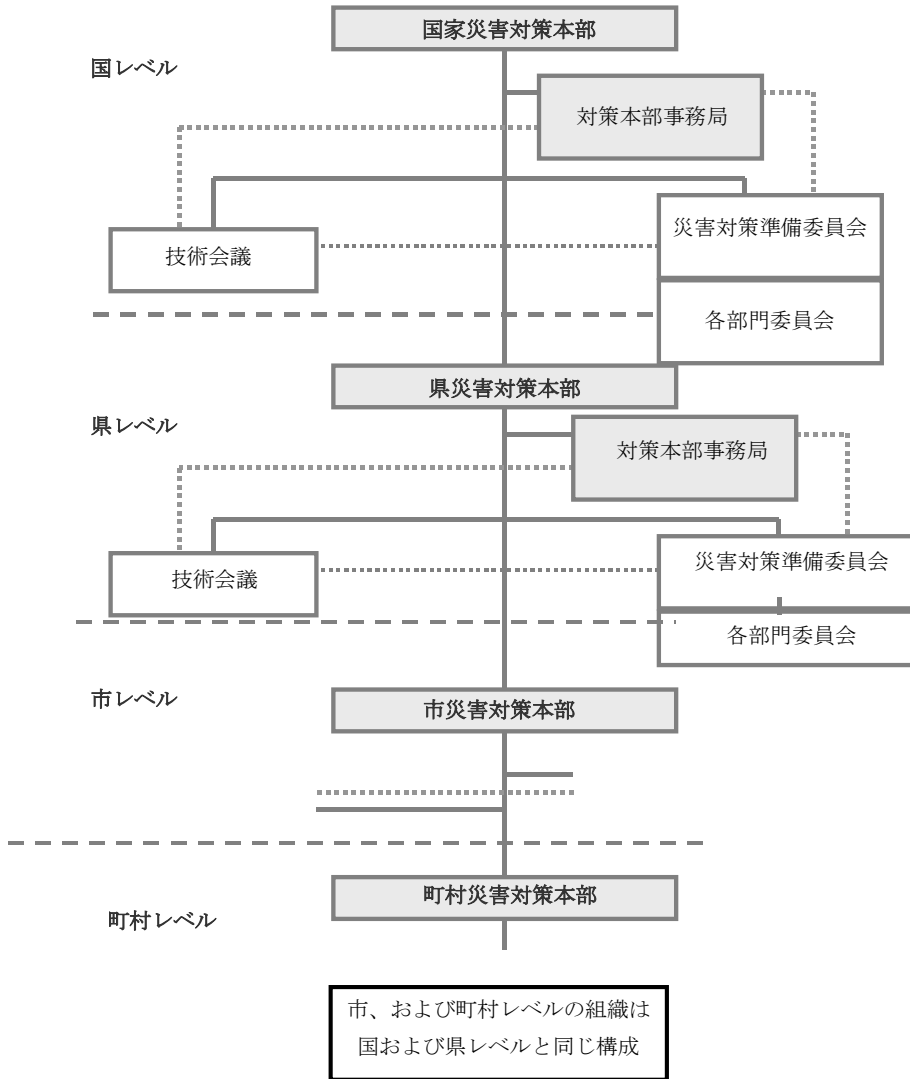 国家災害対策本部
国レベル
対策本部事務局
災害対策準備委員会
技術会議
各部門委員会
県災害対策本部
県レベル
対策本部事務局
災害対策準備委員会
技術会議
各部門委員会
市レベル
市災害対策本部
町村災害対策本部
町村レベル
市、および町村レベルの組織は
国および県レベルと同じ構成